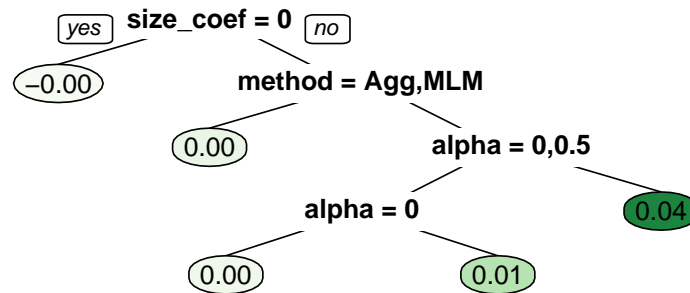 size_coef = 0
yes
no
−0.00
method = Agg,MLM
0.00
alpha = 0,0.5
alpha = 0
0.04
0.00
0.01